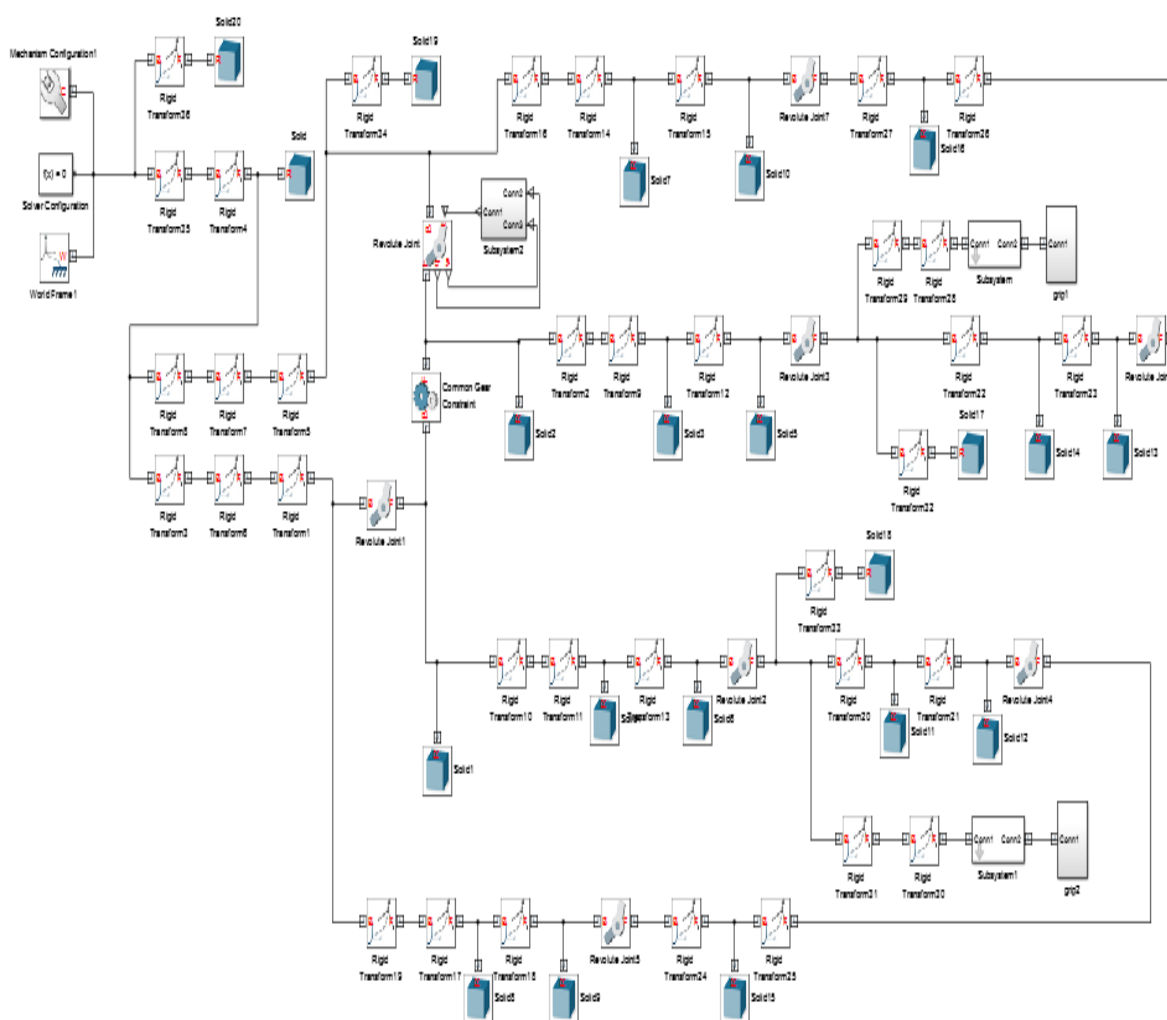 Solid20
Mechanism Configuration1
Solid19
Rigid
Transform36
Rigid
Transform34
Rigid
Transform16
Rigid
Transform14
Rigid
Transform15
Revolute Joint7
Rigid
Transform27
Rigid
Transform26
Solid16
Solid
Solid7
Solid10
f(x) = 0
Solver Configuration
Conn2
Conn1
Conn3
Subsystem2
Rigid
Transform35
Rigid
Transform4
Revolute Joint
W
World Frame1
Conn1
Conn2
Subsystem
Conn1
grip1
Rigid
Transform29
Rigid
Transform28
Rigid
Transform2
Rigid
Transform9
Rigid
Transform12
Revolute Joint3
Rigid
Transform22
Rigid
Transform23
Revolute Join
Common Gear
Constraint
Rigid
Rigid
Transform7
Rigid
Transform5
Solid2
Solid3
Solid5
Solid17
Solid14
Solid13
Rigid
Transform32
Rigid
Transform3
Rigid
Transform6
Rigid
Transform1
Revolute Joint1
Rigid
Transform33
Rigid
Transform10
Rigid
Transform11
Rigid
Transform13
Revolute Joint2
Rigid
Transform20
Rigid
Transform21
Revolute Joint4
Solid6
Solid11
Solid12
Solid1
Rigid
Transform31
Rigid
Transform30
Conn1
Conn2
Subsystem1
Conn1
grip2
Rigid
Transform19
Rigid
Transform17
Rigid
Transform18
Revolute Joint5
Rigid
Transform24
Rigid
Transform25
Solid8
Solid9
Solid15